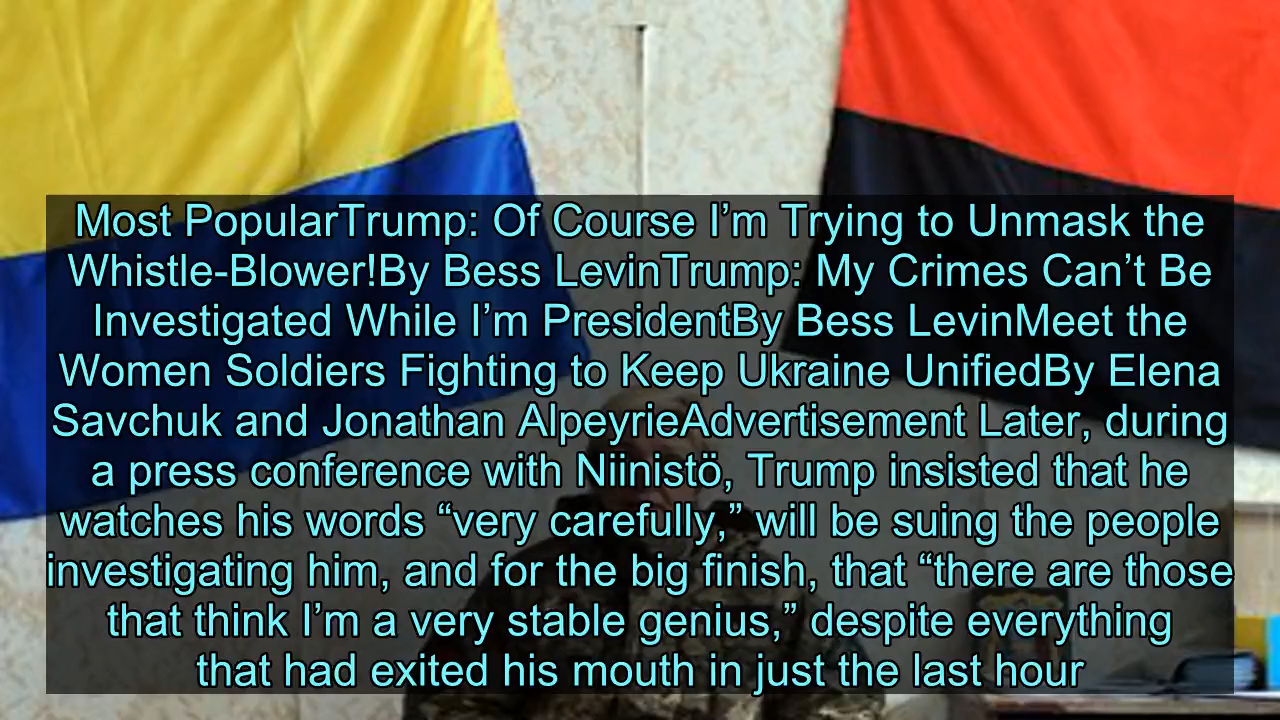 Most PopularTrump: Of Course I’m Trying to Unmask the
Whistle-Blower!By Bess LevinTrump: My Crimes Can’t Be
Investigated While I’m PresidentBy Bess LevinMeet the
Women Soldiers Fighting to Keep Ukraine UnifiedBy Elena
Savchuk and Jonathan AlpeyrieAdvertisement Later, during
a press conference with Niinistö, Trump insisted that he
watches his words “very carefully,” will be suing the people
investigating him, and for the big finish, that “there are those
that think I’m a very stable genius,” despite everything
that had exited his mouth in just the last hour